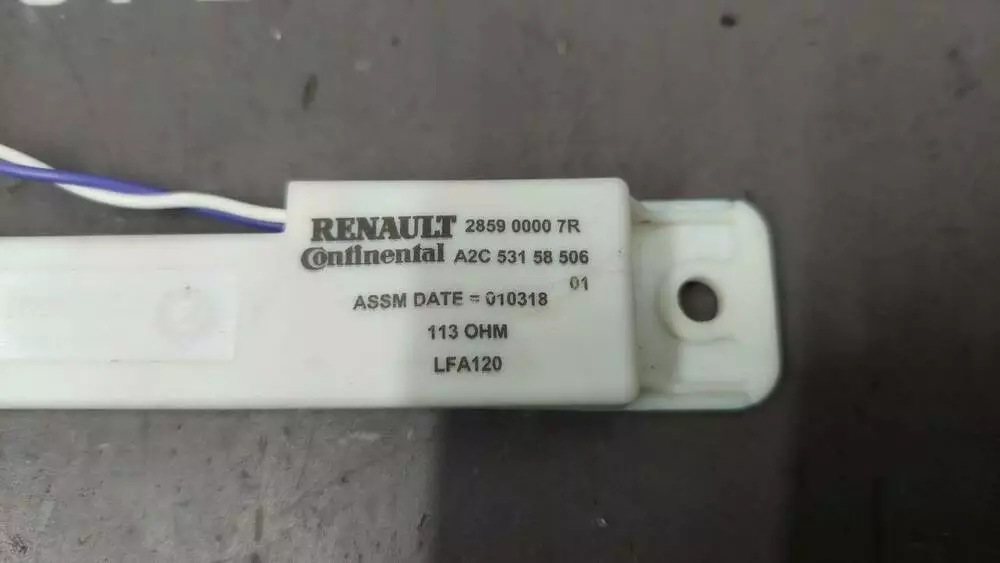 RENAULT 2859 0000 7R
Continental A2C 531 58 506
01
ASSM DATE = 010318
113 OHM
LFA120